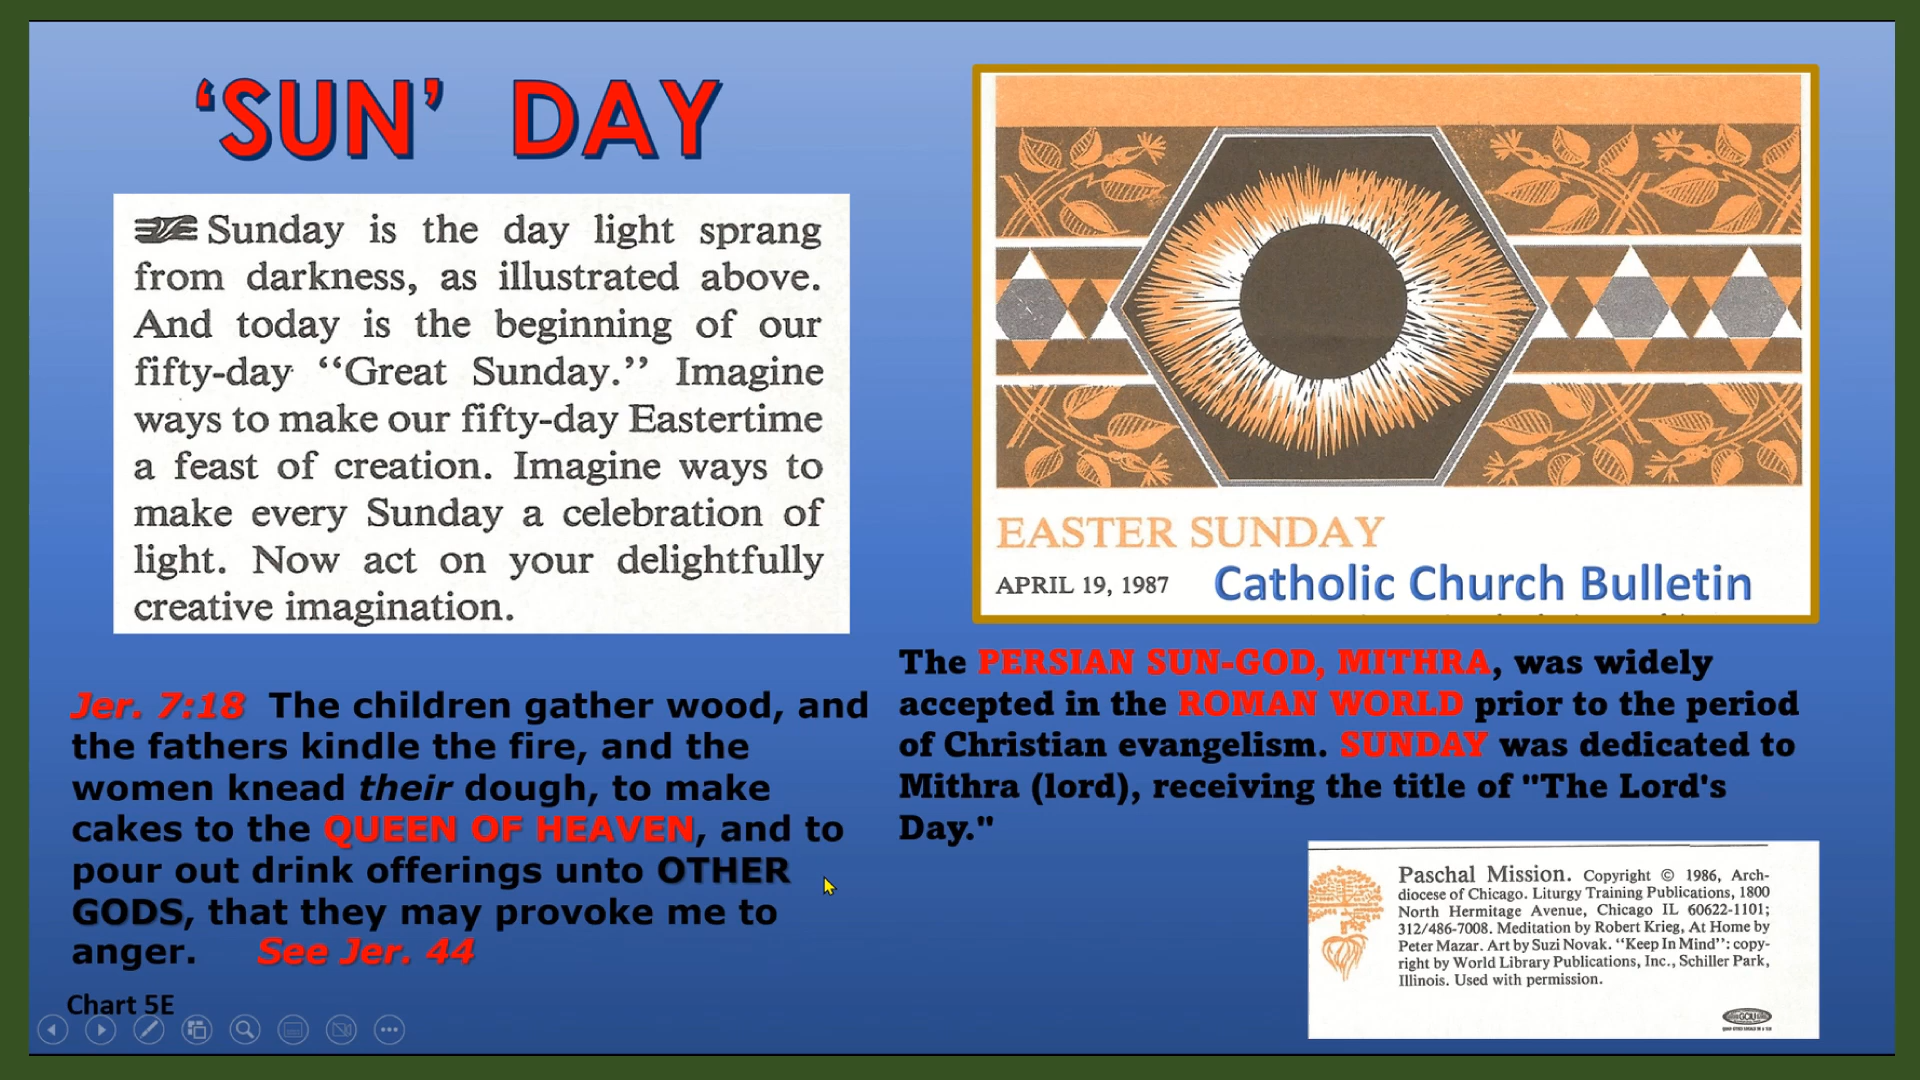 ‘SUN’ DAY
Sunday is the day light sprang
from darkness, as illustrated above.
And today is the beginning of our
fifty-day “Great Sunday.” Imagine
ways to make our fifty-day Eastertime
a feast of creation. Imagine ways to
make every Sunday a celebration of
light. Now act on your delightfully
creative imagination.
Jer. 7:18 The children gather wood, and
the fathers kindle the fire, and the
women knead their dough, to make
cakes to the QUEEN OF HEAVEN, and to
pour out drink offerings unto OTHER
GODS, that they may provoke me to
anger. See Jer. 44
Chart 5E
EASTER SUNDAY
APRIL 19, 1987 Catholic Church Bulletin
The PERSIAN SUN-GOD, MITHRA, was widely
accepted in the ROMAN WORLD prior to the period
of Christian evangelism. SUNDAY was dedicated to
Mithra (lord), receiving the title of "The Lord's
Day."
Paschal Mission. Copyright © 1986, Arch-
diocese of Chicago. Liturgy Training Publications, 1800
North Hermitage Avenue, Chicago IL 60622-1101;
312/486-7008. Meditation by Robert Krieg, At Home by
Peter Mazar. Art by Suzi Novak. “Keep In Mind”: copy-
right by World Library Publications, Inc., Schiller Park,
Illinois. Used with permission.